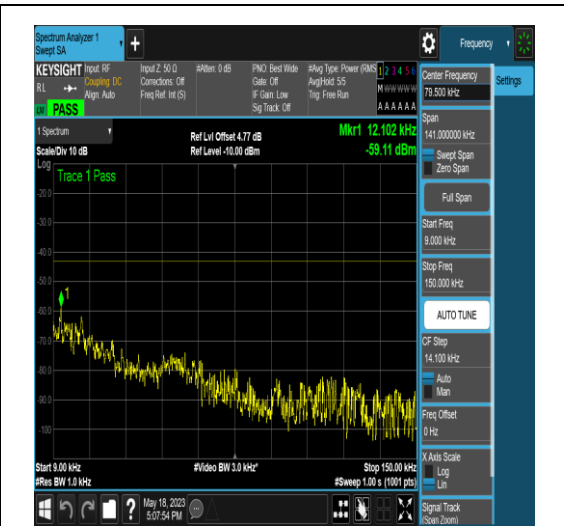 Spectrum Analyzer 1
Swept SA
Frequency
KEYSIGHT
RL
PASS
Input: RF
Coupling: DC
Align: Auto
Input Z: 50 Ω
Corrections: Off
Freq Ref: Int (S)
#Atten: 0 dB
PNO: Best Wide
Gate: Off
IF Gain: Low
Sig Track: Off
#Avg Type: Power (RMS
Avg|Hold: 5/5
Trig: Free Run
1 2 3 4 5 6
M W W W W W
A A A A A A
1 Spectrum
Scale/Div 10 dB
Ref Lvl Offset 4.77 dB
Ref Level -10.00 dBm
Mkr1 12.102 kHz
-59.11 dBm
Log
Trace 1 Pass
-20.0
-30.0
-40.0
-50.0
-60.0
-70.0
-80.0
-90.0
-100
1
Start 9.00 kHz
#Res BW 1.0 kHz
#Video BW 3.0 kHz*
Stop 150.00 kHz
#Sweep 1.00 s (1001 pts)
May 18, 2023
5:07:54 PM
Center Frequency
79.500 kHz
Settings
Span
141.000000 kHz
Swept Span
Zero Span
Full Span
Start Freq
9.000 kHz
Stop Freq
150.000 kHz
AUTO TUNE
CF Step
14.100 kHz
Auto
Man
Freq Offset
0 Hz
X Axis Scale
Log
Lin
Signal Track
(Span Zoom)